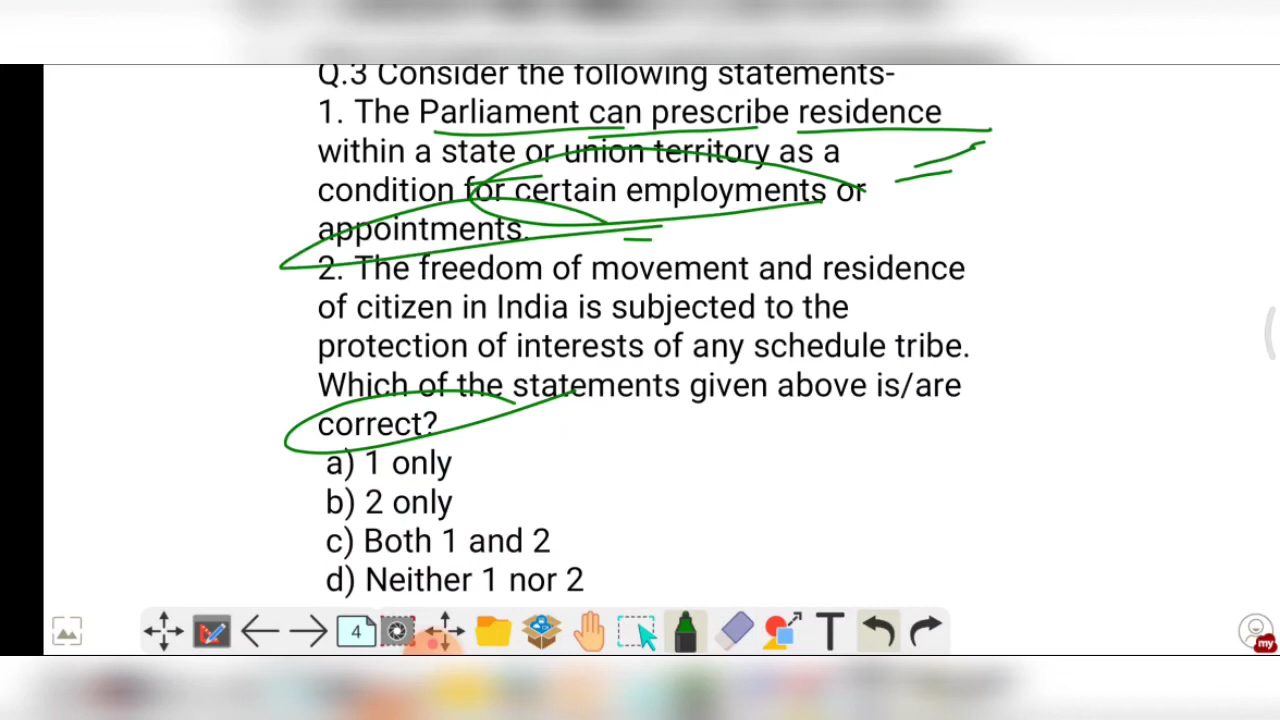 Q.3 Consider the following statements-
1. The Parliament can prescribe residence
within a state or union territory as a
condition for certain employments or
appointments.
2. The freedom of movement and residence
of citizen in India is subjected to the
protection of interests of any schedule tribe.
Which of the statements given above is/are
correct?
a) 1 only
b) 2 only
c) Both 1 and 2
d) Neither 1 nor 2
4
T
my